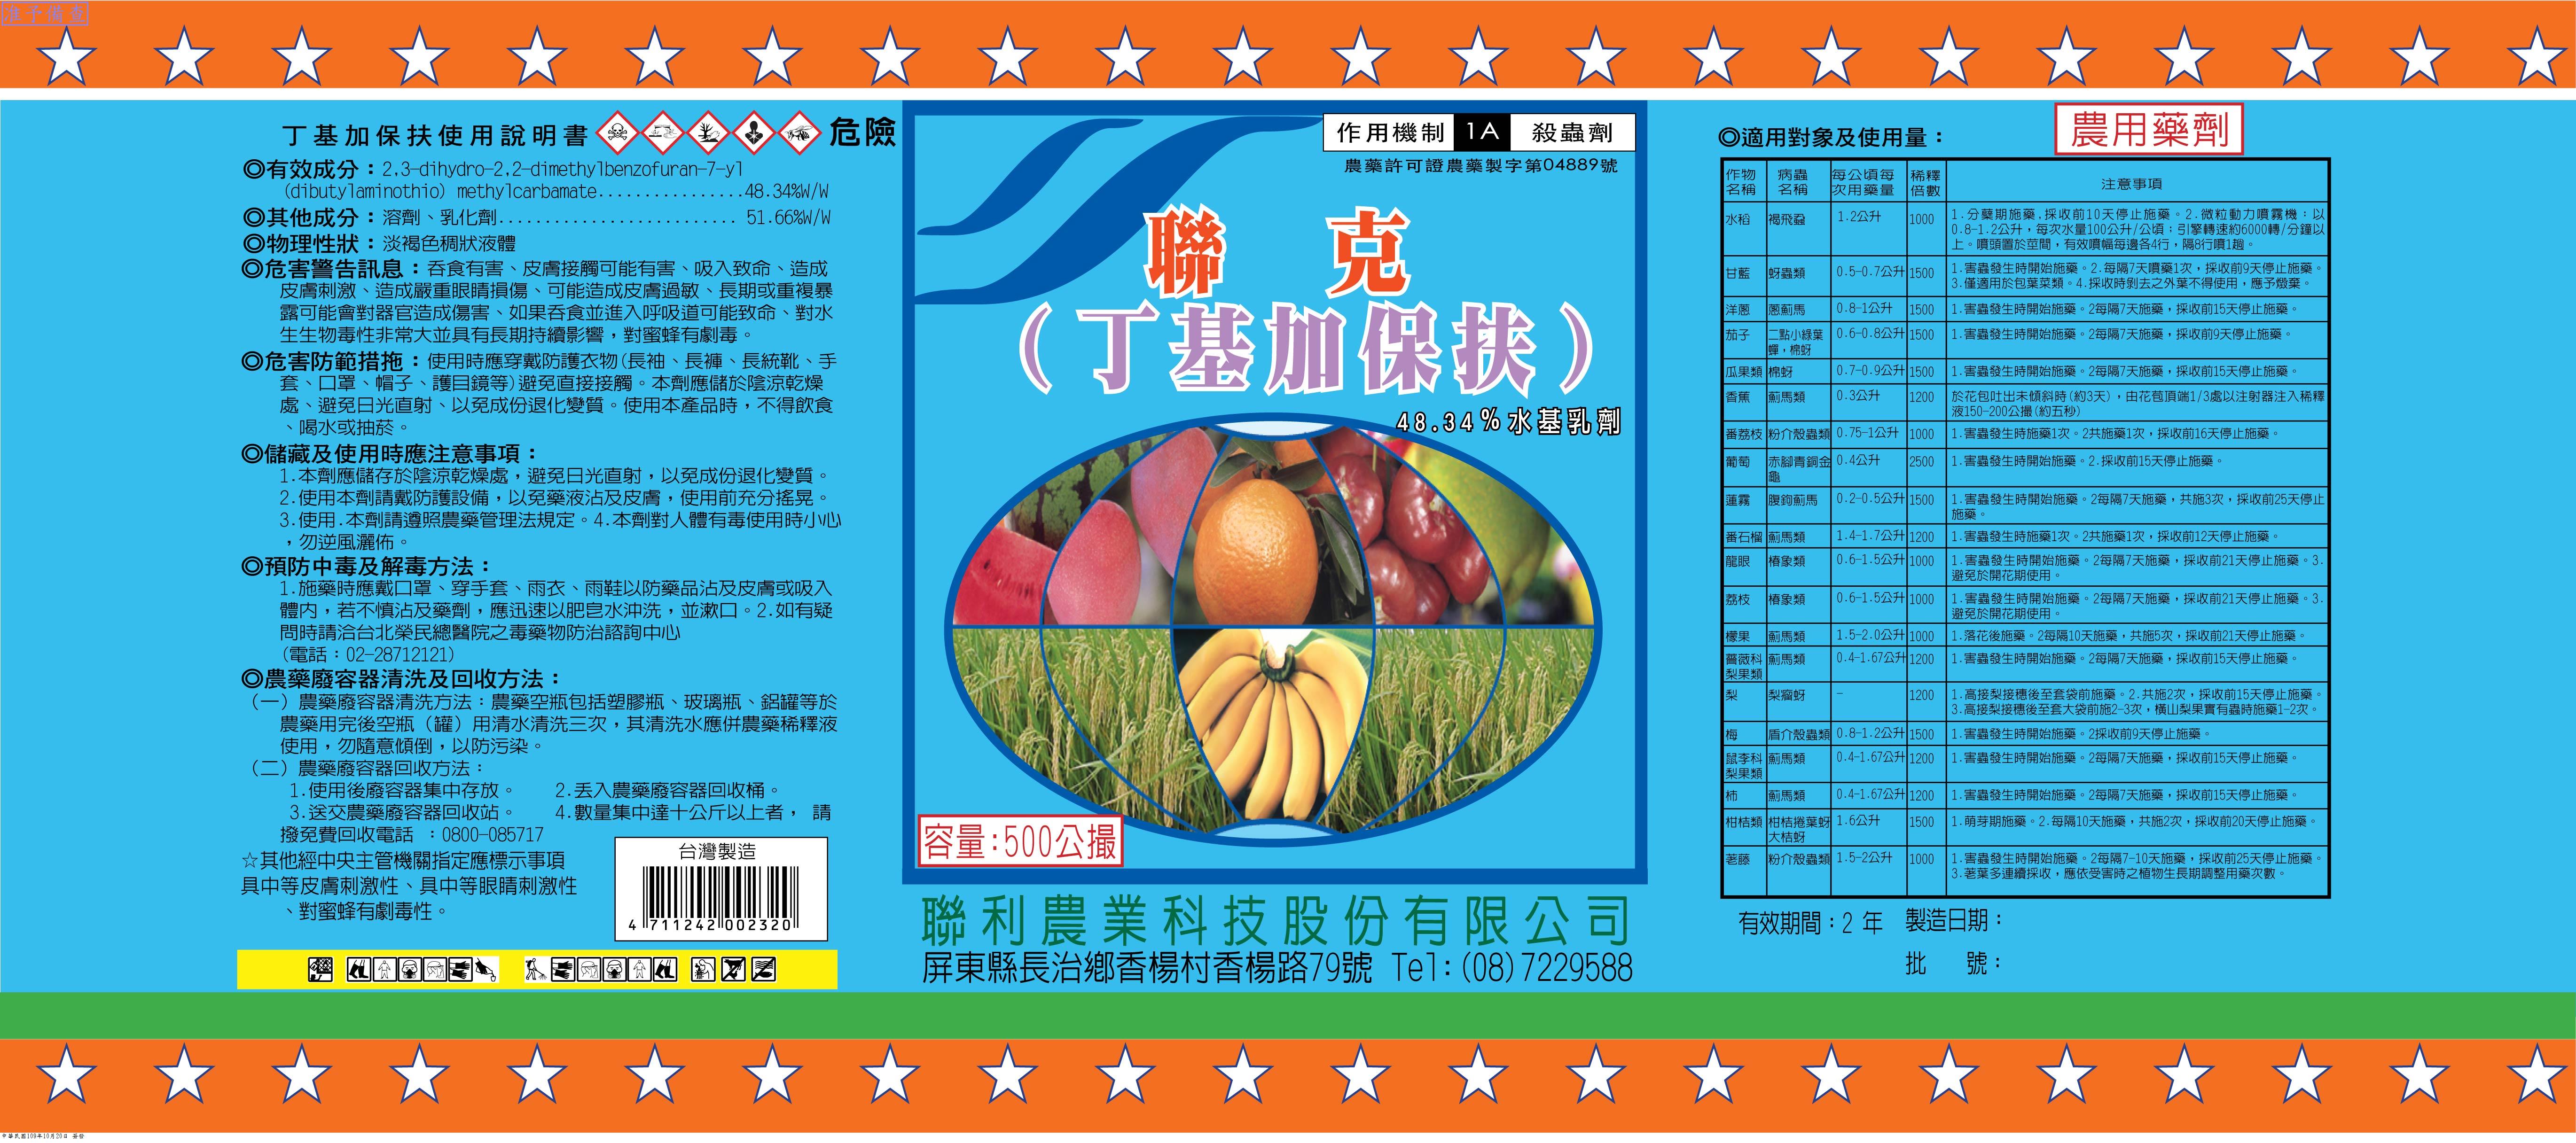 准予備查
丁基加保扶使用說明書 危險
◎有效成分：2,3-dihydro-2,2-dimethylbenzofuran-7-yl
(dibutylaminothio) methylcarbamate................48.34%W/W
◎其他成分：溶劑、乳化劑.......................... 51.66%W/W
◎物理性狀：淡褐色稠狀液體
◎危害警告訊息：吞食有害、皮膚接觸可能有害、吸入致命、造成
皮膚刺激、造成嚴重眼睛損傷、可能造成皮膚過敏、長期或重複暴
露可能會對器官造成傷害、如果吞食並進入呼吸道可能致命、對水
生生物毒性非常大並具有長期持續影響，對蜜蜂有劇毒。
◎危害防範措拖：使用時應穿戴防護衣物(長袖、長褲、長統靴、手
套、口罩、帽子、護目鏡等)避免直接接觸。本劑應儲於陰涼乾燥
處、避免日光直射、以免成份退化變質。使用本產品時，不得飲食
、喝水或抽菸。
◎儲藏及使用時應注意事項：
1.本劑應儲存於陰涼乾燥處，避免日光直射，以免成份退化變質。
2.使用本劑請戴防護設備，以免藥液沾及皮膚，使用前充分搖晃。
3.使用.本劑請遵照農藥管理法規定。4.本劑對人體有毒使用時小心
，勿逆風灑佈。
◎預防中毒及解毒方法：
1.施藥時應戴口罩、穿手套、雨衣、雨鞋以防藥品沾及皮膚或吸入
體內，若不慎沾及藥劑，應迅速以肥皂水沖洗，並漱口。2.如有疑
問時請洽台北榮民總醫院之毒藥物防治諮詢中心
(電話：02-28712121)
◎農藥廢容器清洗及回收方法：
（一）農藥廢容器清洗方法：農藥空瓶包括塑膠瓶、玻璃瓶、鋁罐等於
農藥用完後空瓶（罐）用清水清洗三次，其清洗水應併農藥稀釋液
使用，勿隨意傾倒，以防污染。
（二）農藥廢容器回收方法：
1.使用後廢容器集中存放。 2.丟入農藥廢容器回收桶。
3.送交農藥廢容器回收站。 4.數量集中達十公斤以上者， 請
撥免費回收電話 ：0800-085717
☆其他經中央主管機關指定應標示事項
具中等皮膚刺激性、具中等眼睛刺激性
、對蜜蜂有劇毒性。
台灣製造
4 711242 002320
作用機制 1A 殺蟲劑
農藥許可證農藥製字第04889號
聯 克
（丁基加保扶）
48.34%水基乳劑
容量:500公撮
聯利農業科技股份有限公司
屏東縣長治鄉香楊村香楊路79號 Tel:(08)7229588
農用藥劑
◎適用對象及使用量：
作物名稱 病蟲名稱 每公頃每次用藥量 稀釋倍數 注意事項
水稻 褐飛蝨 1.2公升 1000 1.分蘗期施藥,採收前10天停止施藥。2.微粒動力噴霧機：以
0.8-1.2公升，每次水量100公升/公頃；引擎轉速約6000轉/分鐘以
上。噴頭置於莖間，有效噴幅每邊各4行，隔8行噴1趟。
甘藍 蚜蟲類 0.5-0.7公升 1500 1.害蟲發生時開始施藥。2.每隔7天噴藥1次，採收前9天停止施藥。
3.僅適用於包葉菜類。4.採收時剝去之外葉不得使用，應予燬棄。
洋蔥 蔥薊馬 0.8-1公升 1500 1.害蟲發生時開始施藥。2每隔7天施藥，採收前15天停止施藥。
茄子 二點小綠葉蟬，棉蚜 0.6-0.8公升 1500 1.害蟲發生時開始施藥。2每隔7天施藥，採收前9天停止施藥。
瓜果類 棉蚜 0.7-0.9公升 1500 1.害蟲發生時開始施藥。2每隔7天施藥，採收前15天停止施藥。
香蕉 薊馬類 0.3公升 1200 於花包吐出未傾斜時(約3天)，由花苞頂端1/3處以注射器注入稀釋
液150-200公撮(約五秒)
番荔枝 粉介殼蟲類 0.75-1公升 1000 1.害蟲發生時施藥1次。2共施藥1次，採收前16天停止施藥。
葡萄 赤腳青銅金龜 0.4公升 2500 1.害蟲發生時開始施藥。2.採收前15天停止施藥。
蓮霧 腹鉤薊馬 0.2-0.5公升 1500 1.害蟲發生時開始施藥。2每隔7天施藥，共施3次，採收前25天停止
施藥。
番石榴 薊馬類 1.4-1.7公升 1200 1.害蟲發生時施藥1次。2共施藥1次，採收前12天停止施藥。
龍眼 椿象類 0.6-1.5公升 1000 1.害蟲發生時開始施藥。2每隔7天施藥，採收前21天停止施藥。3.
避免於開花期使用。
荔枝 椿象類 0.6-1.5公升 1000 1.害蟲發生時開始施藥。2每隔7天施藥，採收前21天停止施藥。3.
避免於開花期使用。
檬果 薊馬類 1.5-2.0公升 1000 1.落花後施藥。2每隔10天施藥，共施5次，採收前21天停止施藥。
薔薇科梨果類 薊馬類 0.4-1.67公升 1200 1.害蟲發生時開始施藥。2每隔7天施藥，採收前15天停止施藥。
梨 梨瘤蚜 - 1200 1.高接梨接穗後至套袋前施藥。2.共施2次，採收前15天停止施藥。
3.高接梨接穗後至套大袋前施2-3次，橫山梨果實有蟲時施藥1-2次。
梅 盾介殼蟲類 0.8-1.2公升 1500 1.害蟲發生時開始施藥。2採收前9天停止施藥。
鼠李科梨果類 薊馬類 0.4-1.67公升 1200 1.害蟲發生時開始施藥。2每隔7天施藥，採收前15天停止施藥。
柿 薊馬類 0.4-1.67公升 1200 1.害蟲發生時開始施藥。2每隔7天施藥，採收前15天停止施藥。
柑桔類 柑桔捲葉蚜大桔蚜 1.6公升 1500 1.萌芽期施藥。2.每隔10天施藥，共施2次，採收前20天停止施藥。
荖藤 粉介殼蟲類 1.5-2公升 1000 1.害蟲發生時開始施藥。2每隔7-10天施藥，採收前25天停止施藥。
3.荖葉多連續採收，應依受害時之植物生長期調整用藥次數。
有效期間：2 年 製造日期：
批 號：
中華民國109年10月20日 簽發